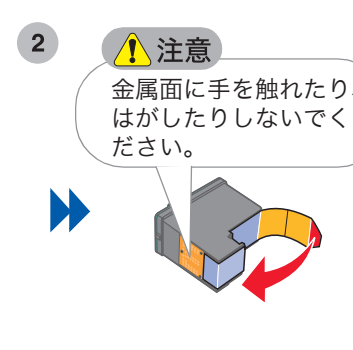 2
注意
金属面に手を触れたり、
はがしたりしないでく
ださい。